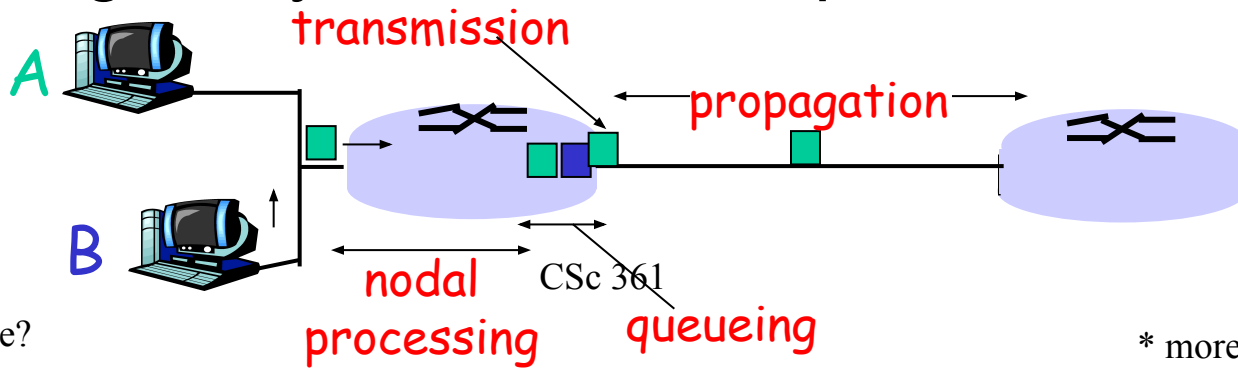 transmission
A
propagation
B
nodal
processing
CSc 361
queueing
e?
* more